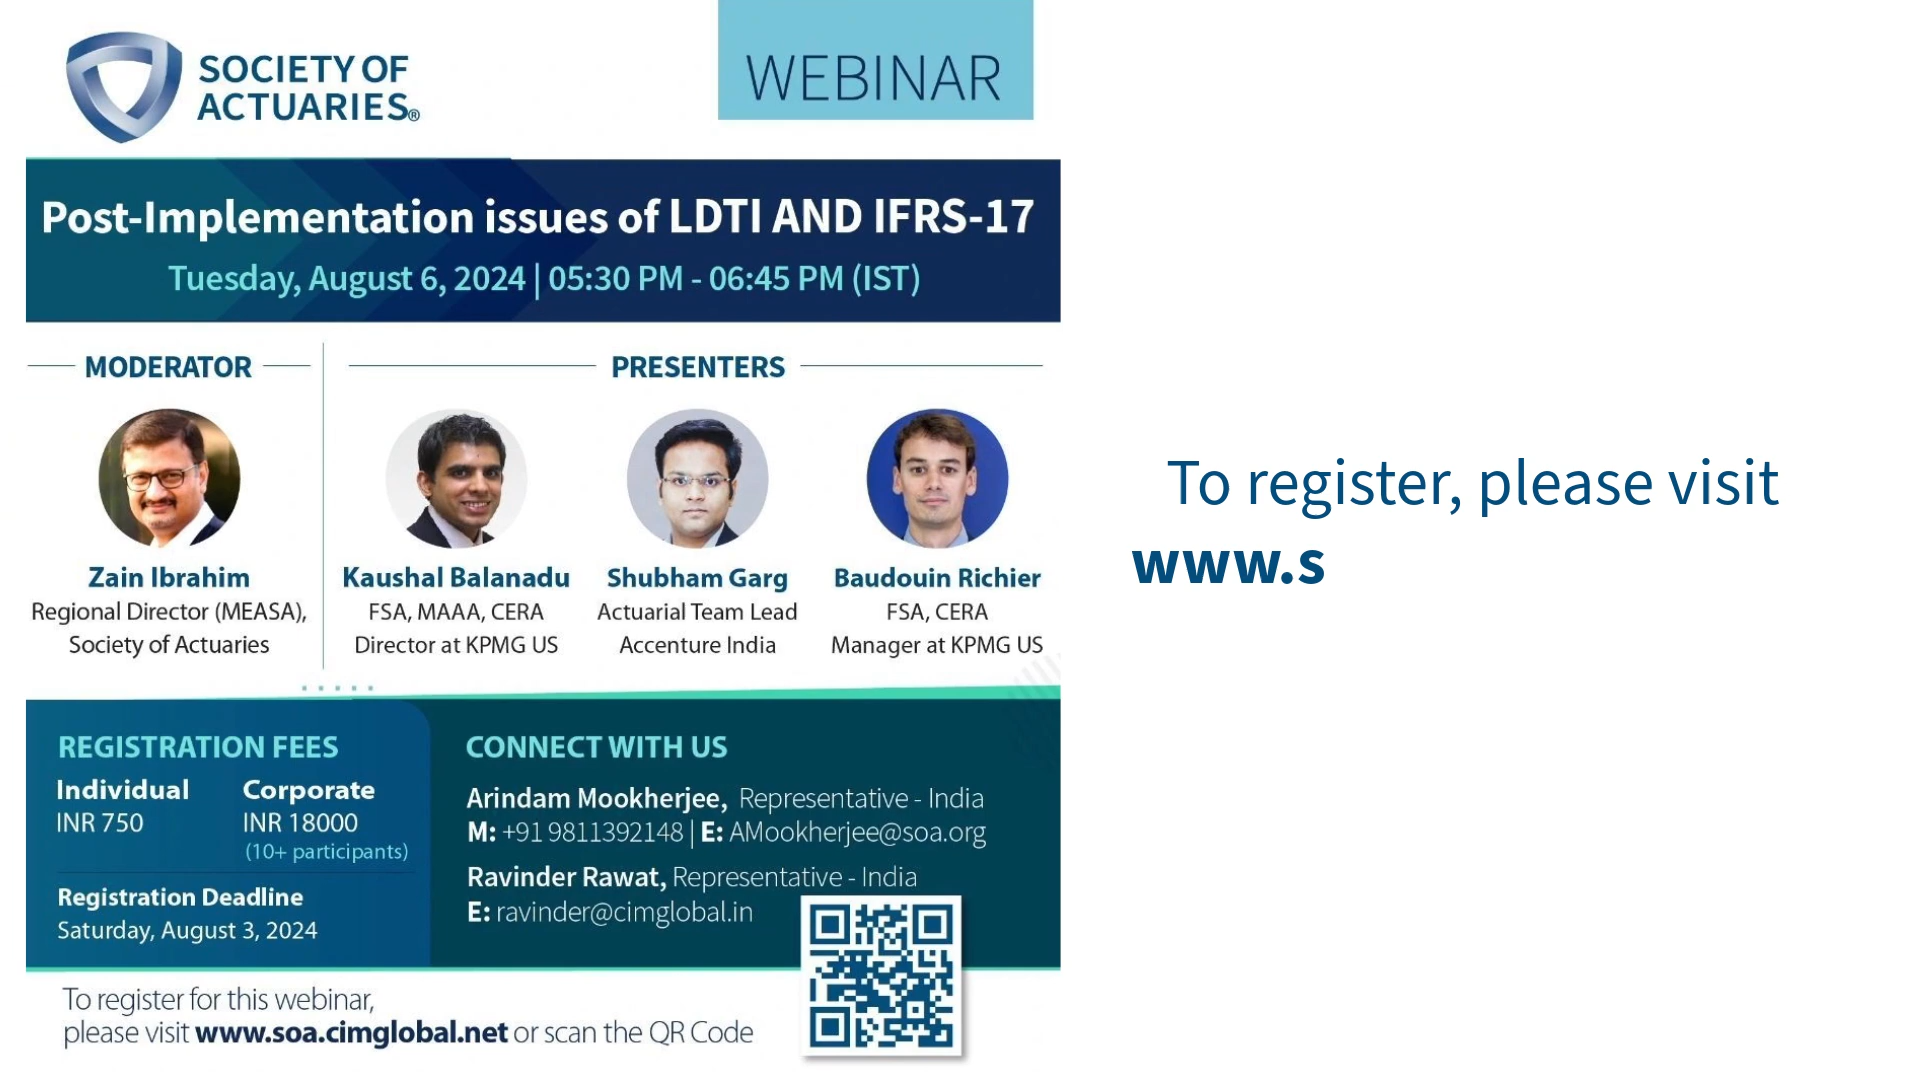 SOCIETY OF
ACTUARIES®
WEBINAR
Post-Implementation issues of LDTI AND IFRS-17
Tuesday, August 6, 2024 | 05:30 PM - 06:45 PM (IST)
MODERATOR
Zain Ibrahim
Regional Director (MEASA),
Society of Actuaries
PRESENTERS
Kaushal Balanadu
FSA, MAAA, CERA
Director at KPMG US
Shubham Garg
Actuarial Team Lead
Accenture India
Baudouin Richier
FSA, CERA
Manager at KPMG US
REGISTRATION FEES
Individual
INR 750
Corporate
INR 18000
(10+ participants)
Registration Deadline
Saturday, August 3, 2024
CONNECT WITH US
Arindam Mookherjee, Representative - India
M: +91 9811392148 | E: AMookherjee@soa.org
Ravinder Rawat, Representative - India
E: ravinder@cimglobal.in
To register for this webinar,
please visit www.soa.cimglobal.net or scan the QR Code
To register, please visit
www.s